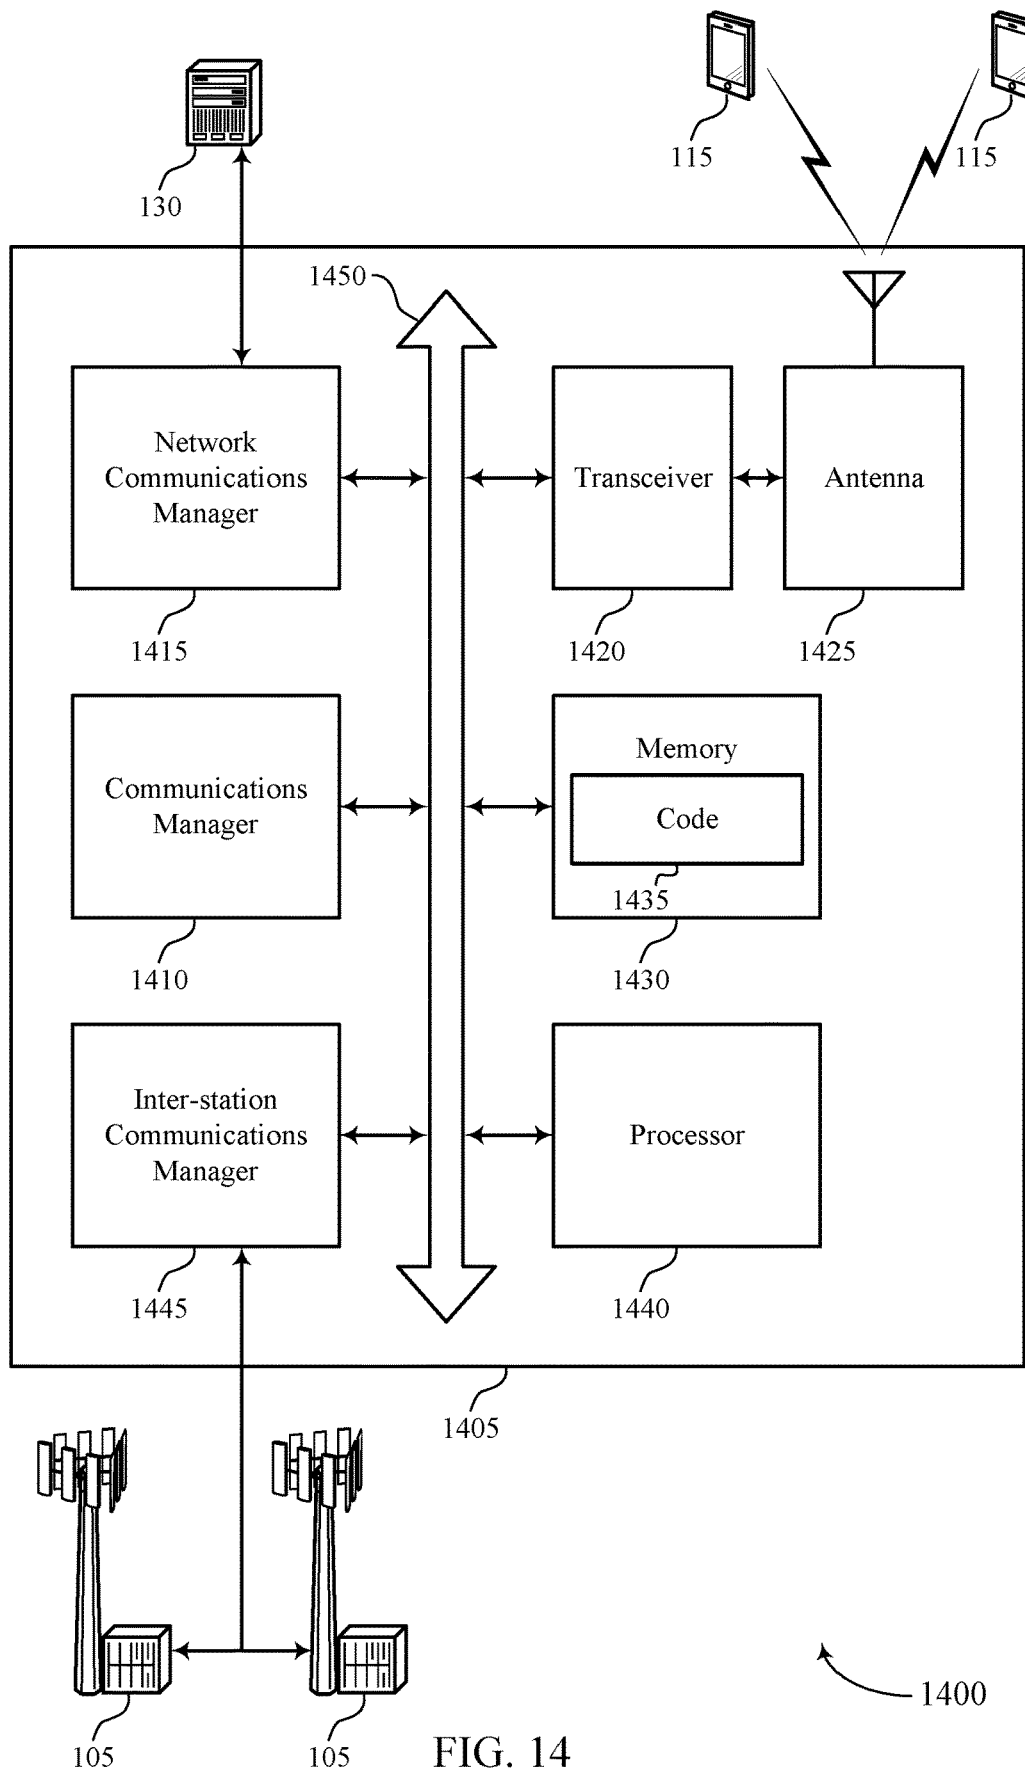 130
115
115
1450
Network
Communications
Manager
Transceiver
Antenna
1415
1420
1425
Communications
Manager
Memory
Code
1435
1410
1430
Inter-station
Communications
Manager
Processor
1445
1440
1405
1400
105
105
FIG. 14